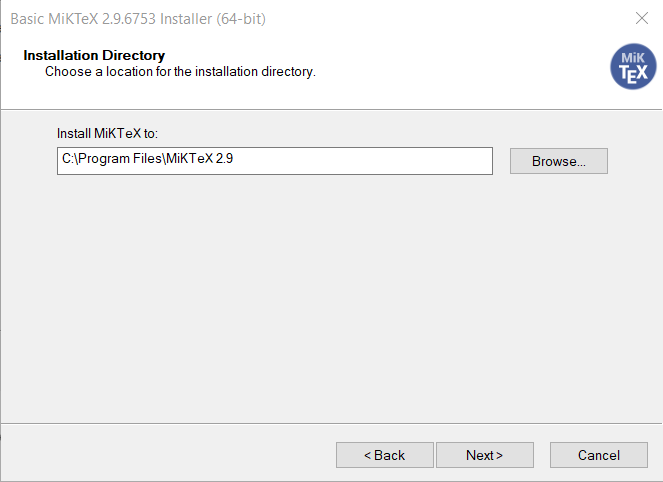 Basic MiKTeX 2.9.6753 Installer (64-bit)
Installation Directory
Choose a location for the installation directory.
MiK
TEX
Install MiKTeX to:
C:\Program Files\MiKTeX 2.9
Browse...
< Back
Next >
Cancel